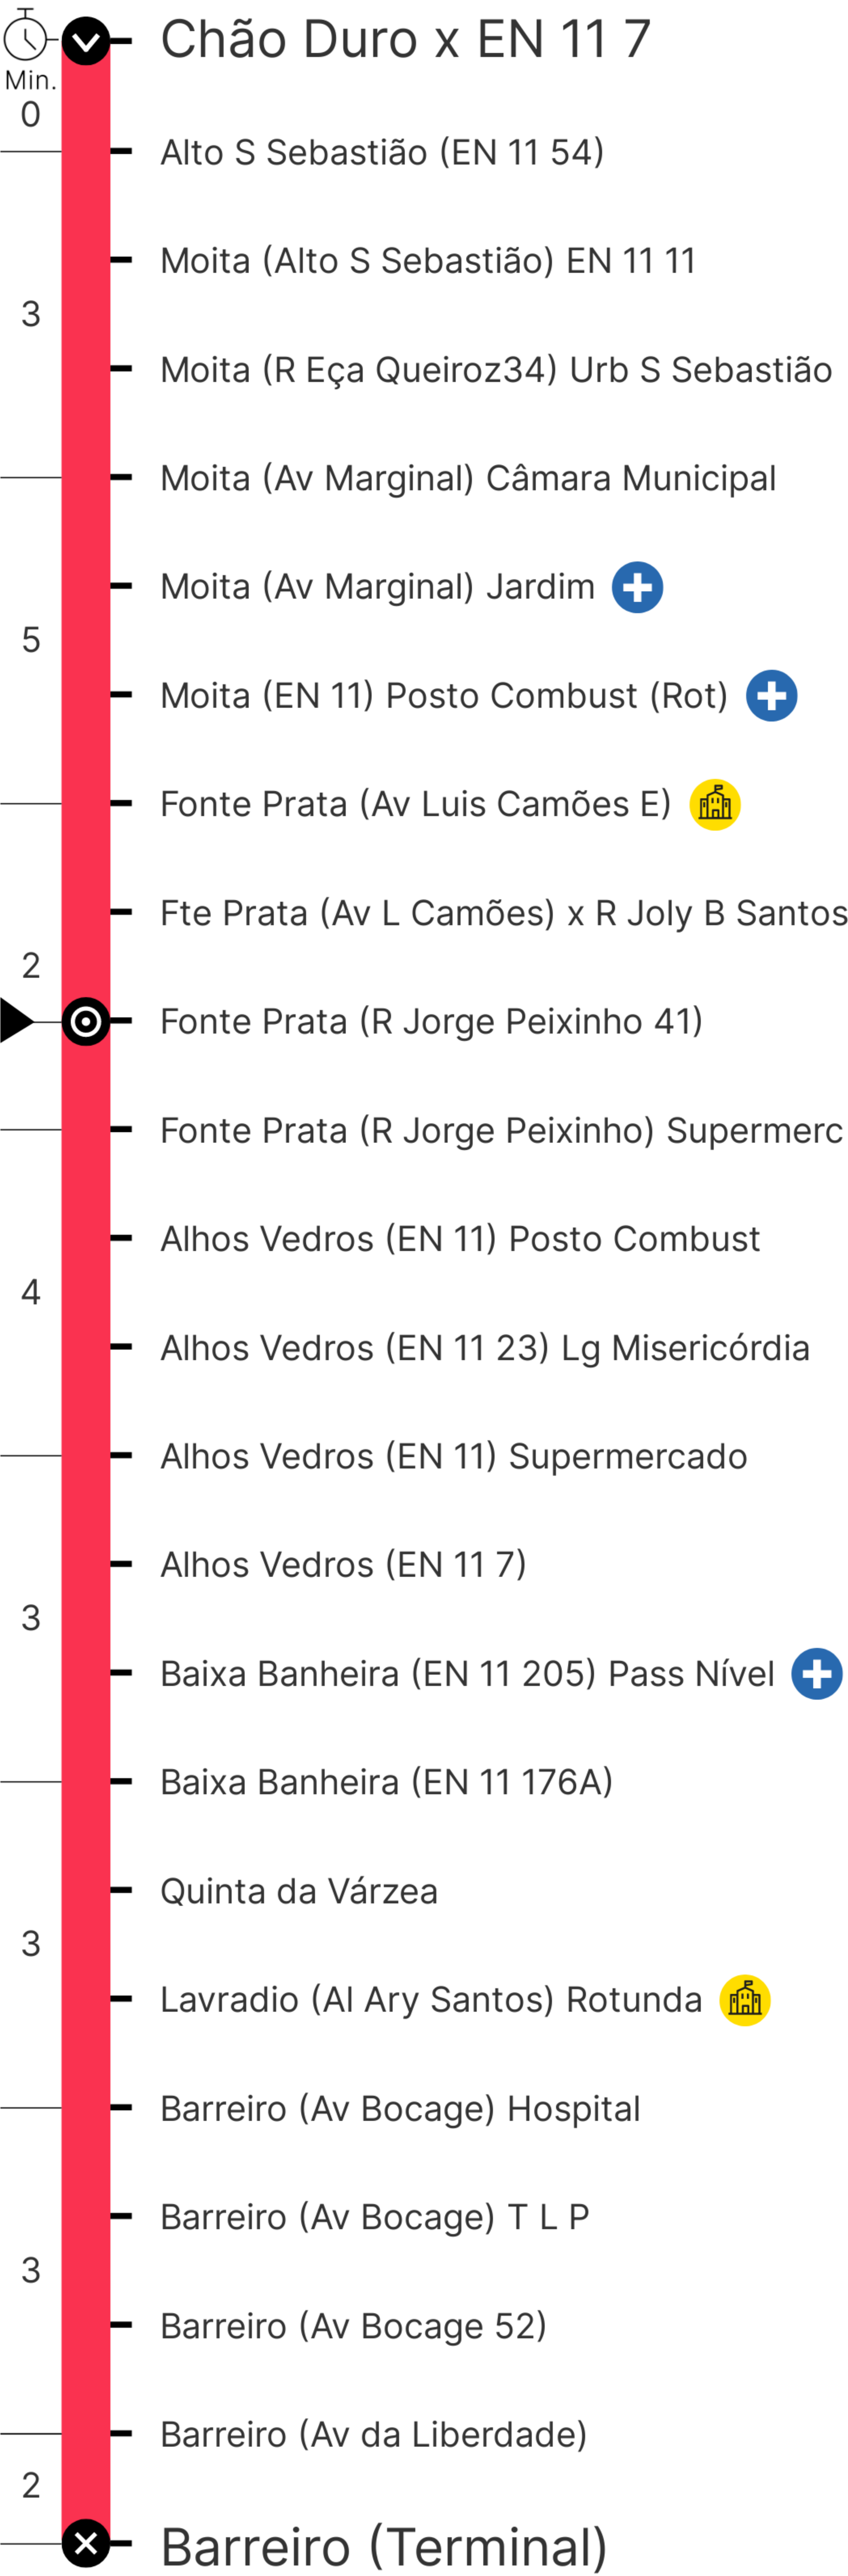 Chão Duro x EN 11 7
Min.
0
Alto S Sebastião (EN 11 54)
Moita (Alto S Sebastião) EN 11 11
3
Moita (R Eça Queiroz34) Urb S Sebastião
Moita (Av Marginal) Câmara Municipal
Moita (Av Marginal) Jardim
5
Moita (EN 11) Posto Combust (Rot)
Fonte Prata (Av Luis Camões E)
Fte Prata (Av L Camões) x R Joly B Santos
2
Fonte Prata (R Jorge Peixinho 41)
Fonte Prata (R Jorge Peixinho) Supermerc
Alhos Vedros (EN 11) Posto Combust
4
Alhos Vedros (EN 11 23) Lg Misericórdia
Alhos Vedros (EN 11) Supermercado
Alhos Vedros (EN 11 7)
3
Baixa Banheira (EN 11 205) Pass Nível
Baixa Banheira (EN 11 176A)
Quinta da Várzea
3
Lavradio (Al Ary Santos) Rotunda
Barreiro (Av Bocage) Hospital
Barreiro (Av Bocage) T L P
3
Barreiro (Av Bocage 52)
Barreiro (Av da Liberdade)
2
Barreiro (Terminal)